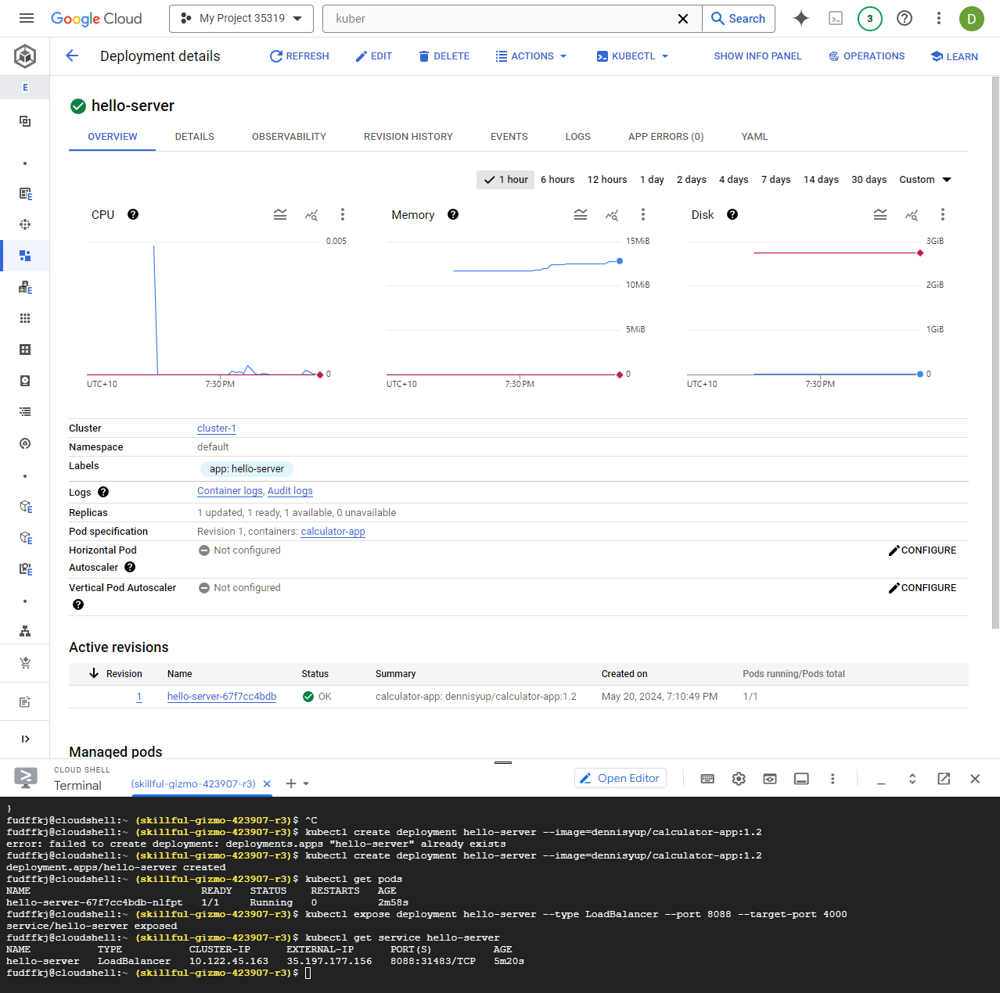 Google Cloud
My Project 35319
kuber
Search
3
D
Deployment details
REFRESH
EDIT
DELETE
ACTIONS
KUBECTL
SHOW INFO PANEL
OPERATIONS
LEARN
E
hello-server
OVERVIEW
DETAILS
OBSERVABILITY
REVISION HISTORY
EVENTS
LOGS
APP ERRORS (0)
YAML
1 hour
6 hours
12 hours
1 day
2 days
4 days
7 days
14 days
30 days
Custom
CPU
0.005
0
UTC+10
7:30 PM
Memory
15MiB
10MiB
5MiB
0
UTC+10
7:30 PM
Disk
3GiB
2GiB
1GiB
0
UTC+10
7:30 PM
E
E
E
E
E
Cluster
cluster-1
Namespace
default
Labels
app: hello-server
Logs
Container logs, Audit logs
Replicas
1 updated, 1 ready, 1 available, 0 unavailable
Pod specification
Revision 1, containers: calculator-app
Horizontal Pod
Autoscaler
Not configured
CONFIGURE
Vertical Pod Autoscaler
Not configured
CONFIGURE
Active revisions
Revision
Name
Status
Summary
Created on
Pods running/Pods total
1
hello-server-67f7cc4bdb
OK
calculator-app: dennisyup/calculator-app:1.2
May 20, 2024, 7:10:49 PM
1/1
Managed pods
CLOUD SHELL
Terminal
(skillful-gizmo-423907-r3)
Open Editor
}
fudffkj@cloudshell:~ (skillful-gizmo-423907-r3)$ ^C
fudffkj@cloudshell:~ (skillful-gizmo-423907-r3)$ kubectl create deployment hello-server --image=dennisyup/calculator-app:1.2
error: failed to create deployment: deployments.apps "hello-server" already exists
fudffkj@cloudshell:~ (skillful-gizmo-423907-r3)$ kubectl create deployment hello-server --image=dennisyup/calculator-app:1.2
deployment.apps/hello-server created
fudffkj@cloudshell:~ (skillful-gizmo-423907-r3)$ kubectl get pods
NAME READY STATUS RESTARTS AGE
hello-server-67f7cc4bdb-nlfpt 1/1 Running 0 2m58s
fudffkj@cloudshell:~ (skillful-gizmo-423907-r3)$ kubectl expose deployment hello-server --type LoadBalancer --port 8088 --target-port 4000
service/hello-server exposed
fudffkj@cloudshell:~ (skillful-gizmo-423907-r3)$ kubectl get service hello-server
NAME TYPE CLUSTER-IP EXTERNAL-IP PORT(S) AGE
hello-server LoadBalancer 10.122.45.163 35.197.177.156 8088:31483/TCP 5m20s
fudffkj@cloudshell:~ (skillful-gizmo-423907-r3)$